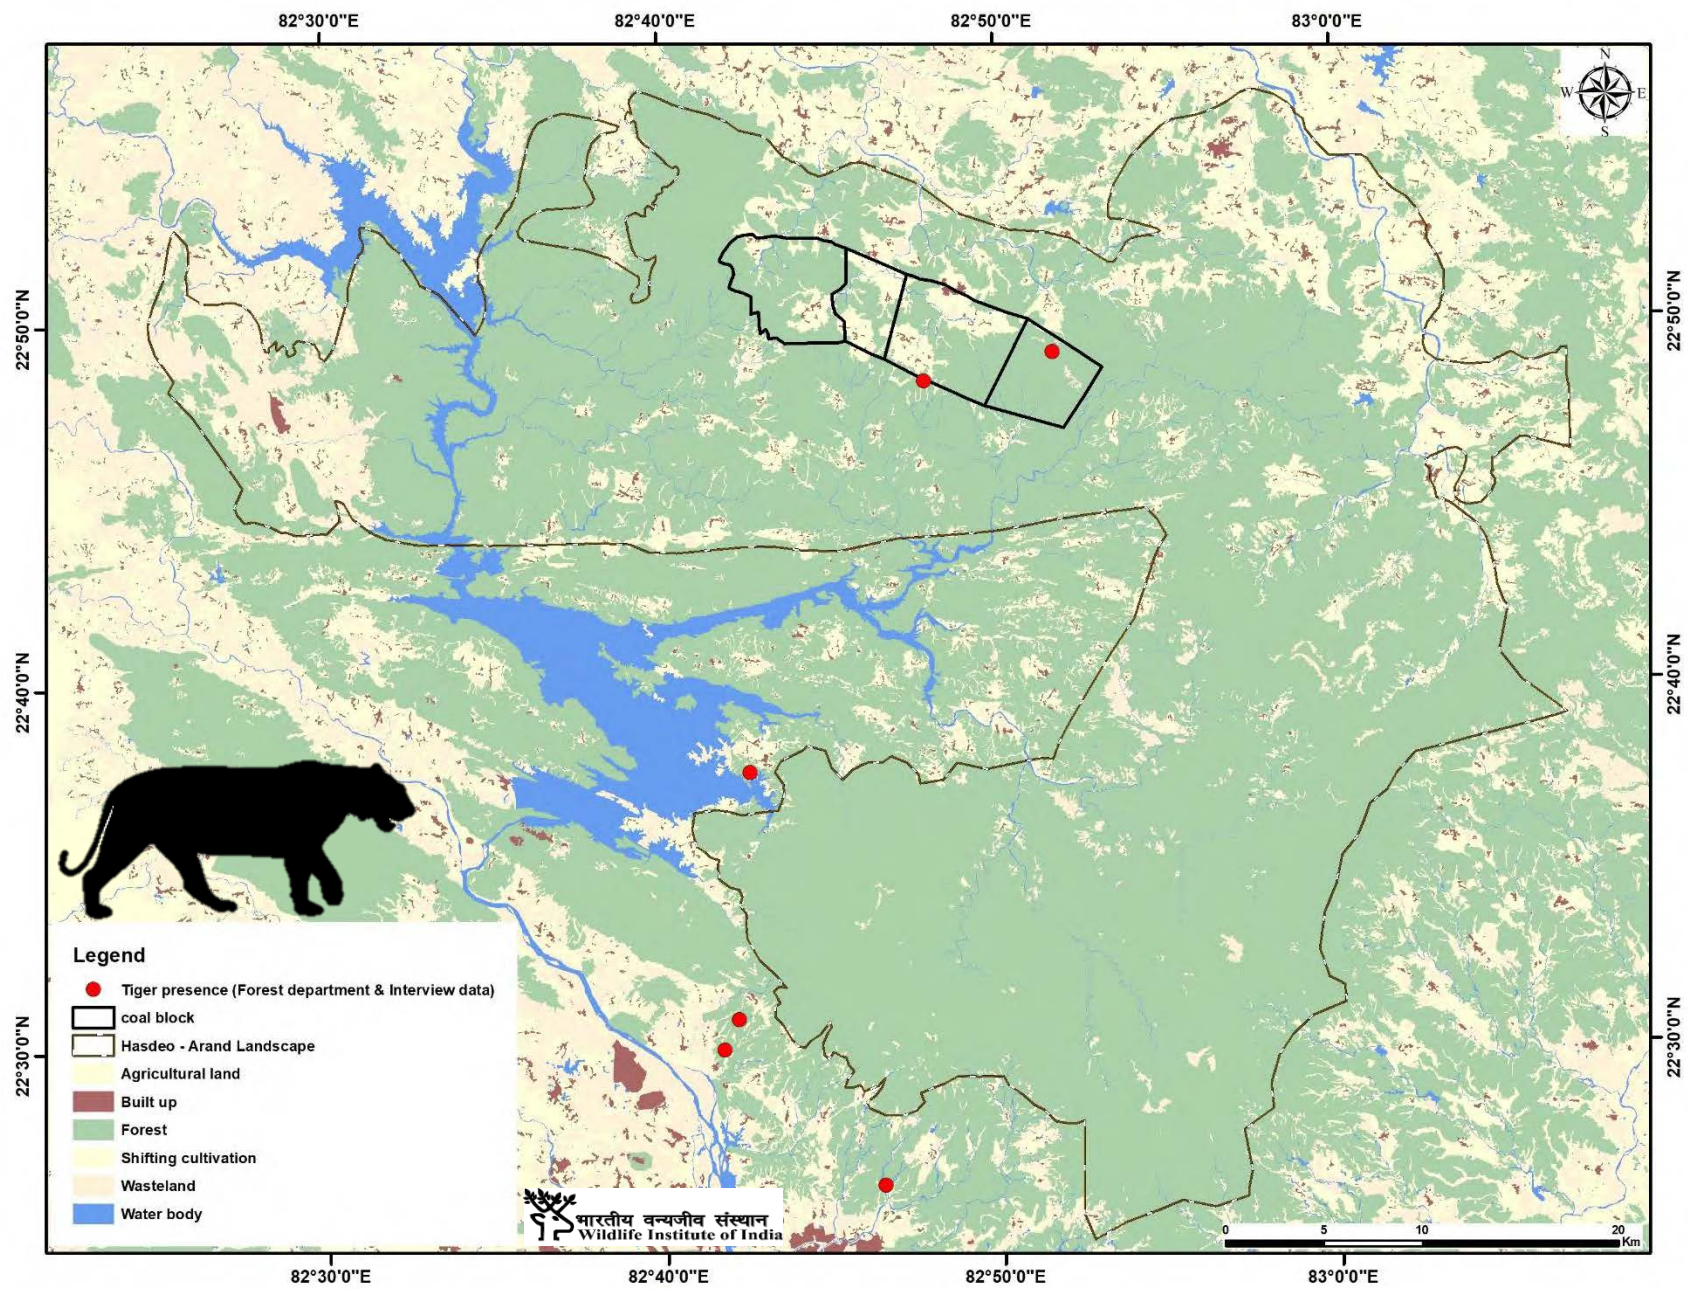 82°30'0"E 82°40'0"E 82°50'0"E 83°0'0"E
N
W E
S
22°50'0"N
22°50'0"N
22°40'0"N
22°40'0"N
22°30'0"N
22°30'0"N
Legend
Tiger presence (Forest department & Interview data)
coal block
Hasdeo - Arand Landscape
Agricultural land
Built up
Forest
Shifting cultivation
Wasteland
Water body
भारतीय वन्यजीव संस्थान
Wildlife Institute of India
0 5 10 20
Km
82°30'0"E 82°40'0"E 82°50'0"E 83°0'0"E